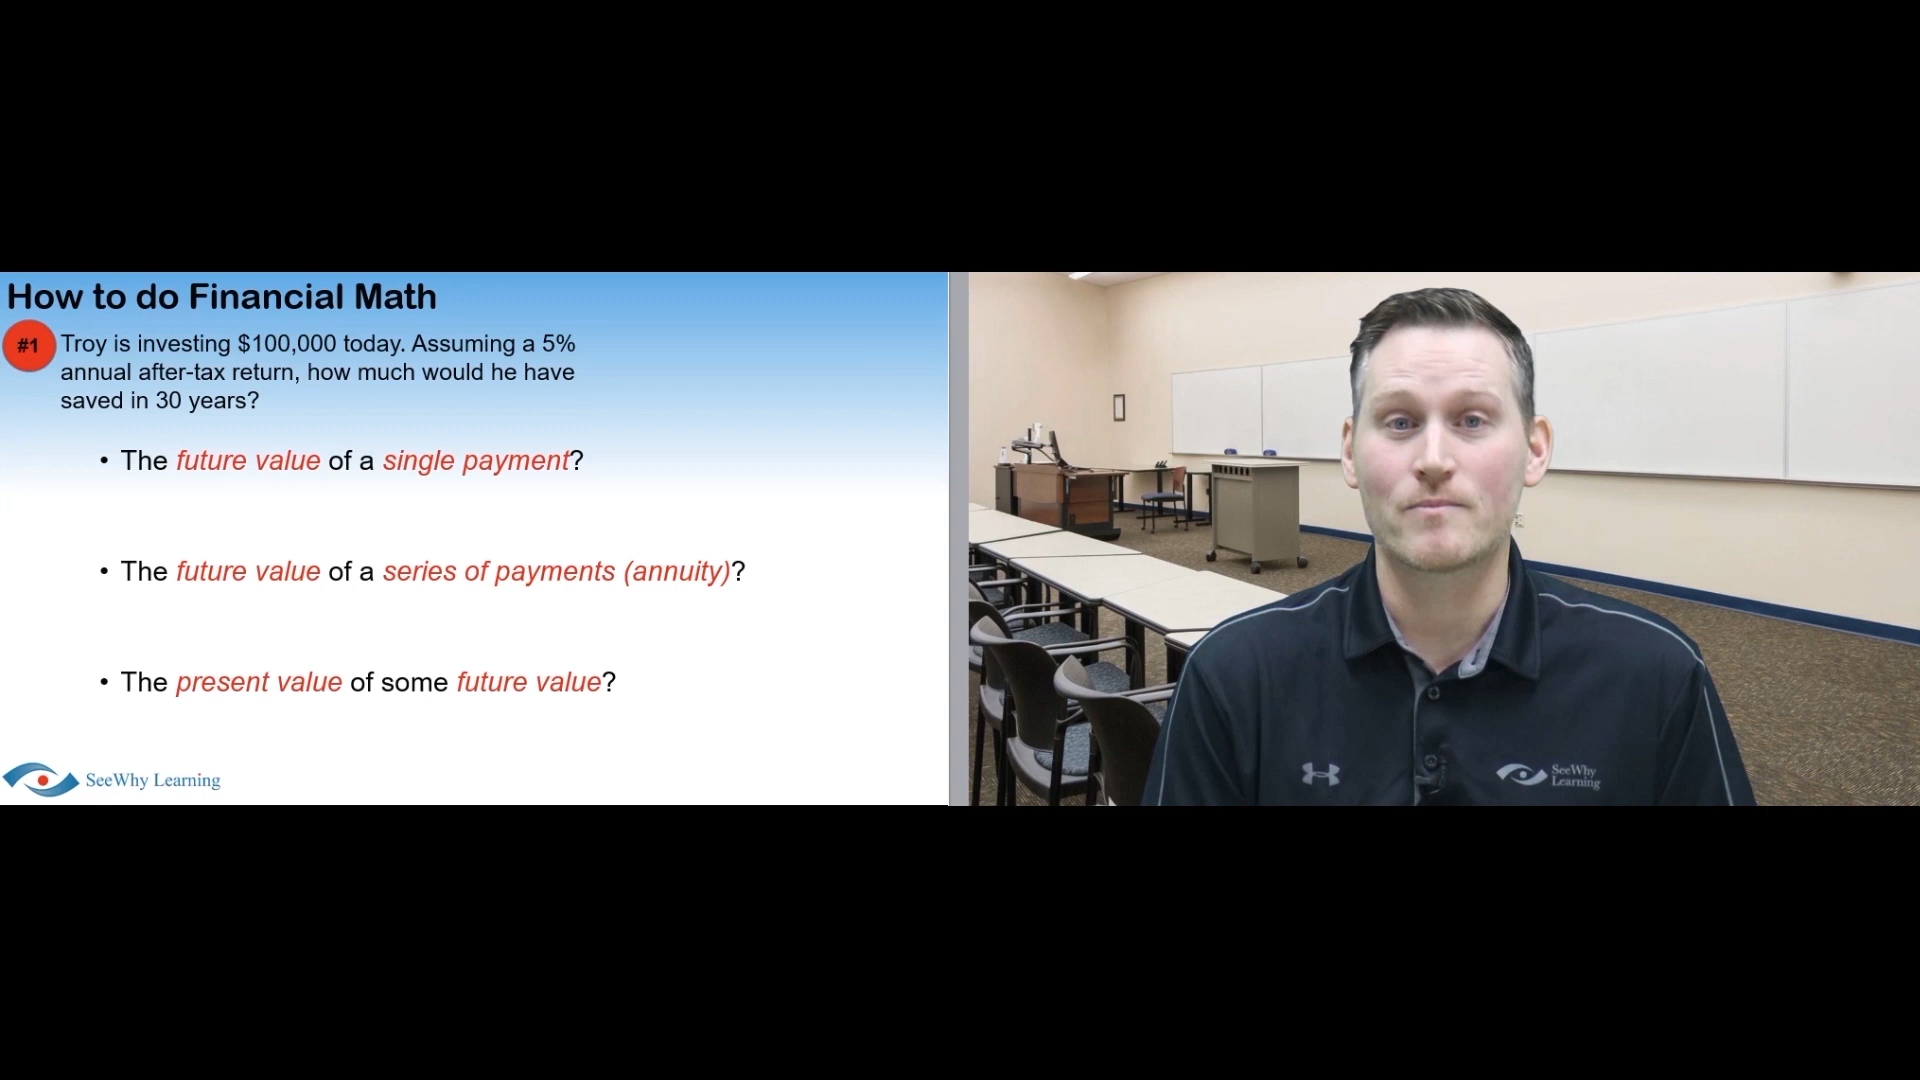 How to do Financial Math
#1
Troy is investing $100,000 today. Assuming a 5%
annual after-tax return, how much would he have
saved in 30 years?
• The future value of a single payment?
• The future value of a series of payments (annuity)?
• The present value of some future value?
SeeWhy Learning
SeeWhy
Learning